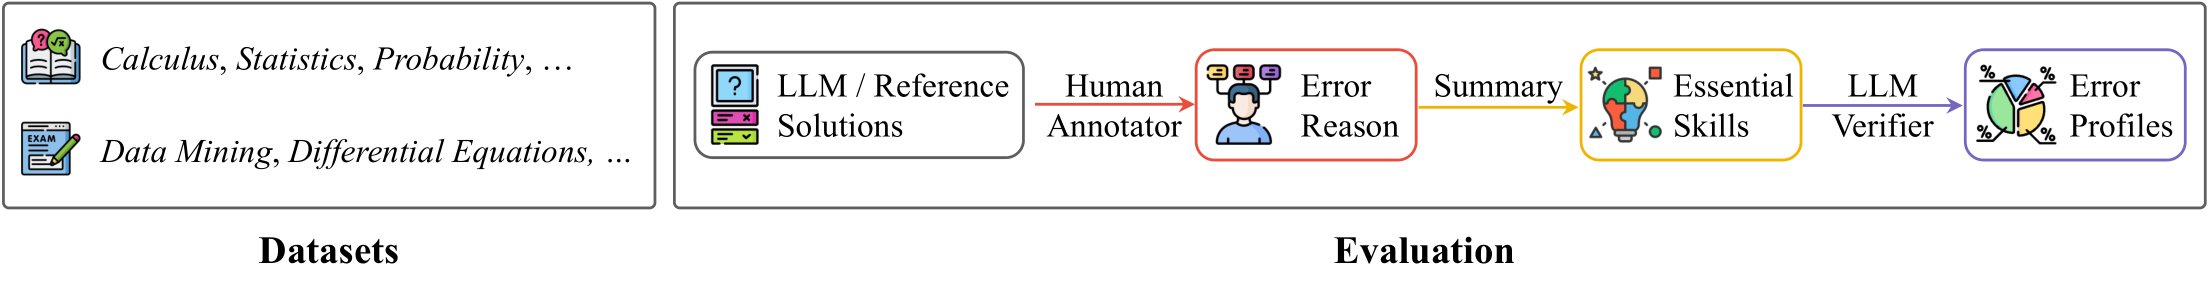 Calculus, Statistics, Probability, …
EXAM
Data Mining, Differential Equations, …
Datasets
?
√x
?
LLM / Reference
Solutions
Human
Annotator
Error
Reason
Summary
Essential
Skills
LLM
Verifier
%
%
%
%
Error
Profiles
Evaluation